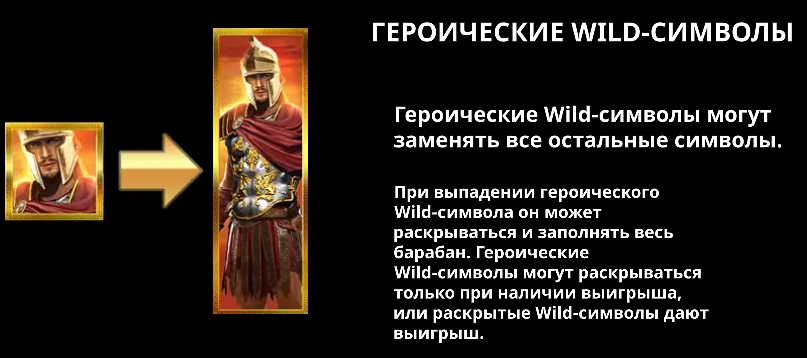 ГЕРОИЧЕСКИЕ WILD-СИМВОЛЫ
Героические Wild-символы могут
заменять все остальные символы.
При выпадении героического
Wild-символа он может
раскрываться и заполнять весь
барабан. Героические
Wild-символы могут раскрываться
только при наличии выигрыша,
или раскрытые Wild-символы дают
выигрыш.